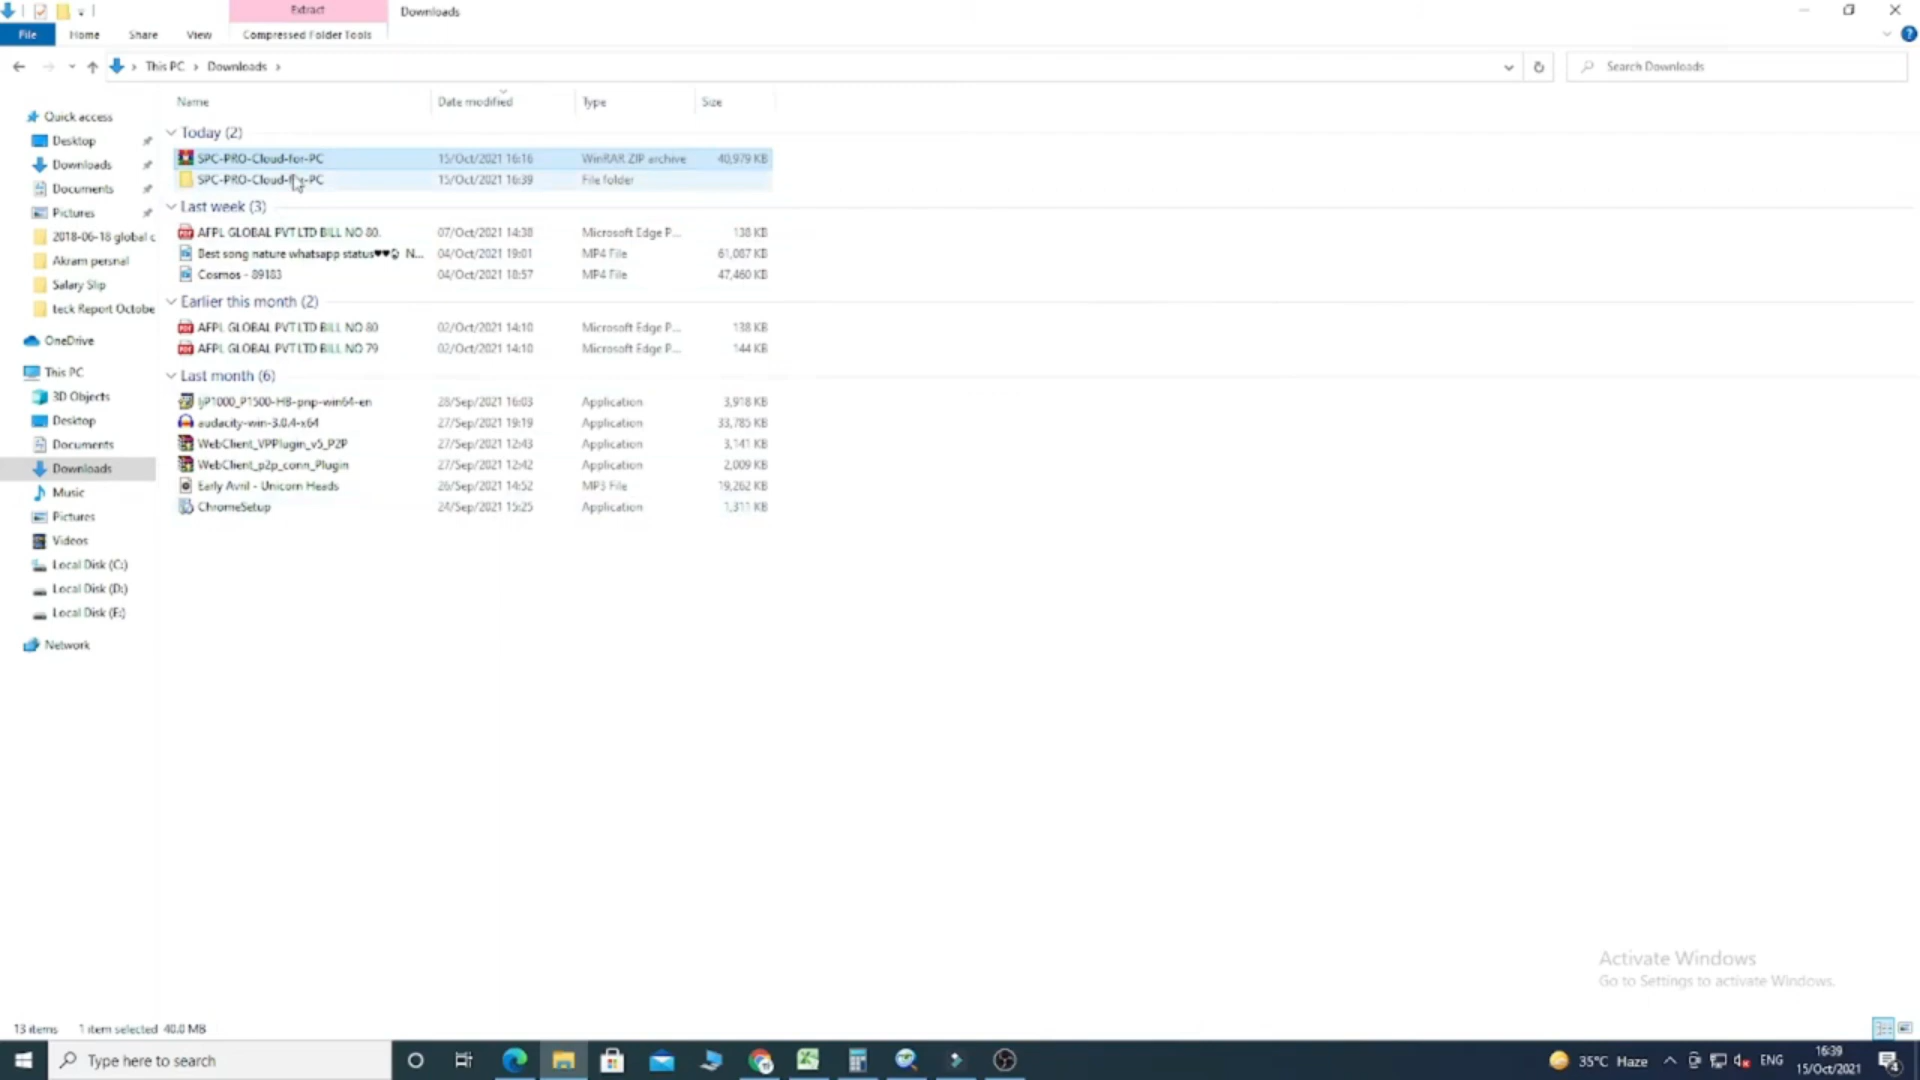 Extract Downloads
File Home Share View Compressed Folder Tools
This PC Downloads
Search Downloads
Name Date modified Type Size
Quick access
Desktop
Downloads
Documents
Pictures
2018-06-18 global c
Akram persnal
Salary Slip
teck Report Octobe
OneDrive
This PC
3D Objects
Desktop
Documents
Downloads
Music
Pictures
Videos
Local Disk (C:)
Local Disk (D:)
Local Disk (E:)
Network
Today (2)
SPC-PRO-Cloud-for-PC 15/Oct/2021 16:16 WinRAR ZIP archive 40,979 KB
SPC-PRO-Cloud-for-PC 15/Oct/2021 16:39 File folder
Last week (3)
AFPL GLOBAL PVT LTD BILL NO 80. 07/Oct/2021 14:38 Microsoft Edge P... 138 KB
Best song nature whatsapp status♥♥ N... 04/Oct/2021 19:01 MP4 File 61,087 KB
Cosmos - 89183 04/Oct/2021 18:57 MP4 File 47,460 KB
Earlier this month (2)
AFPL GLOBAL PVT LTD BILL NO 80 02/Oct/2021 14:10 Microsoft Edge P... 138 KB
AFPL GLOBAL PVT LTD BILL NO 79 02/Oct/2021 14:10 Microsoft Edge P... 144 KB
Last month (6)
ljP1000_P1500-HB-pnp-win64-en 28/Sep/2021 16:03 Application 3,918 KB
audacity-win-3.0.4-x64 27/Sep/2021 19:19 Application 33,785 KB
WebClient_VPPlugin_v5_P2P 27/Sep/2021 12:43 Application 3,141 KB
WebClient_p2p_conn_Plugin 27/Sep/2021 12:42 Application 2,009 KB
Early Avril - Unicorn Heads 26/Sep/2021 14:52 MP3 File 19,262 KB
ChromeSetup 24/Sep/2021 15:25 Application 1,311 KB
Activate Windows
Go to Settings to activate Windows.
13 items 1 item selected 40.0 MB
Type here to search
35°C Haze ENG
16:39
15/Oct/2021
4